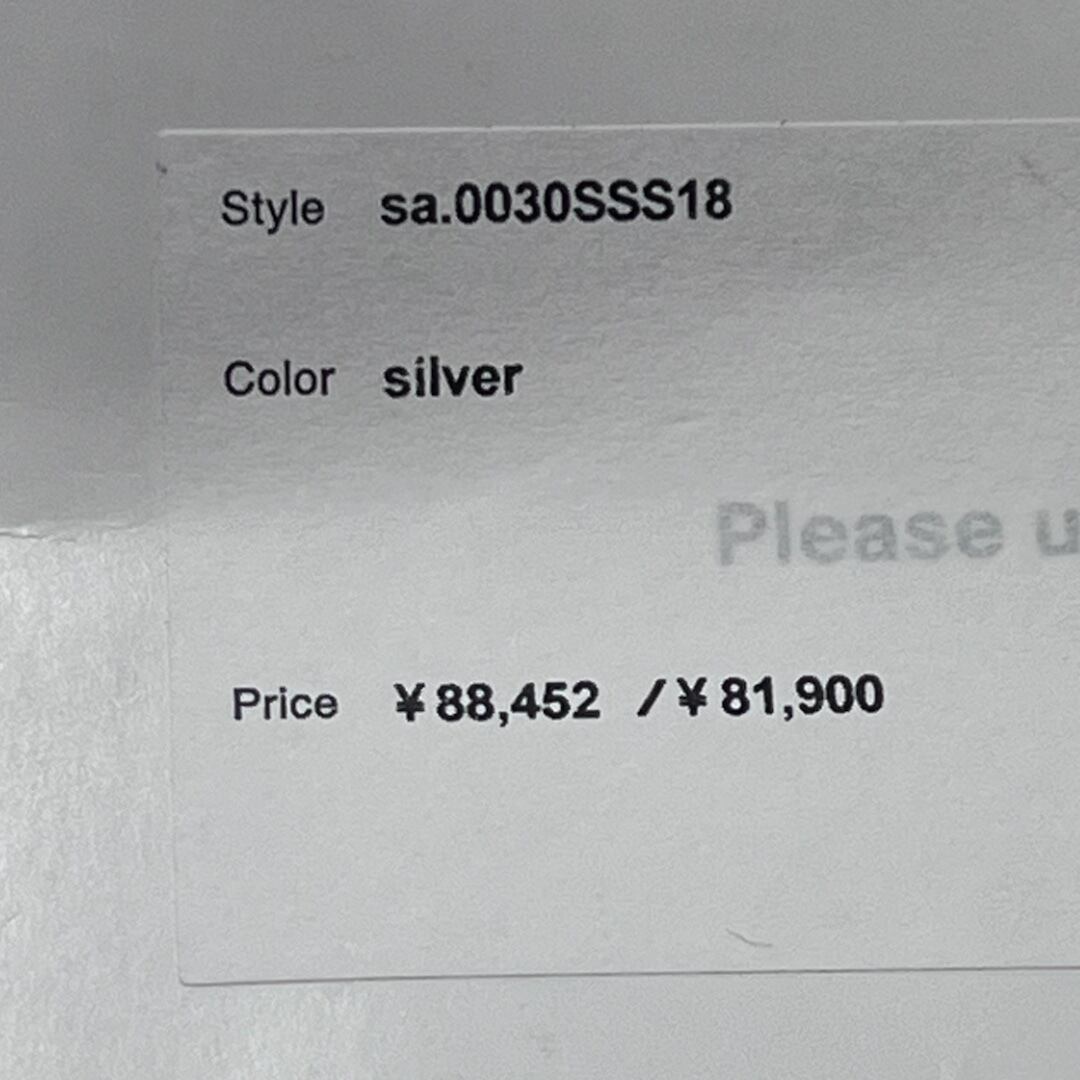 Style sa.0030SSS18
Color silver
Please
Price ¥88,452 /¥81,900